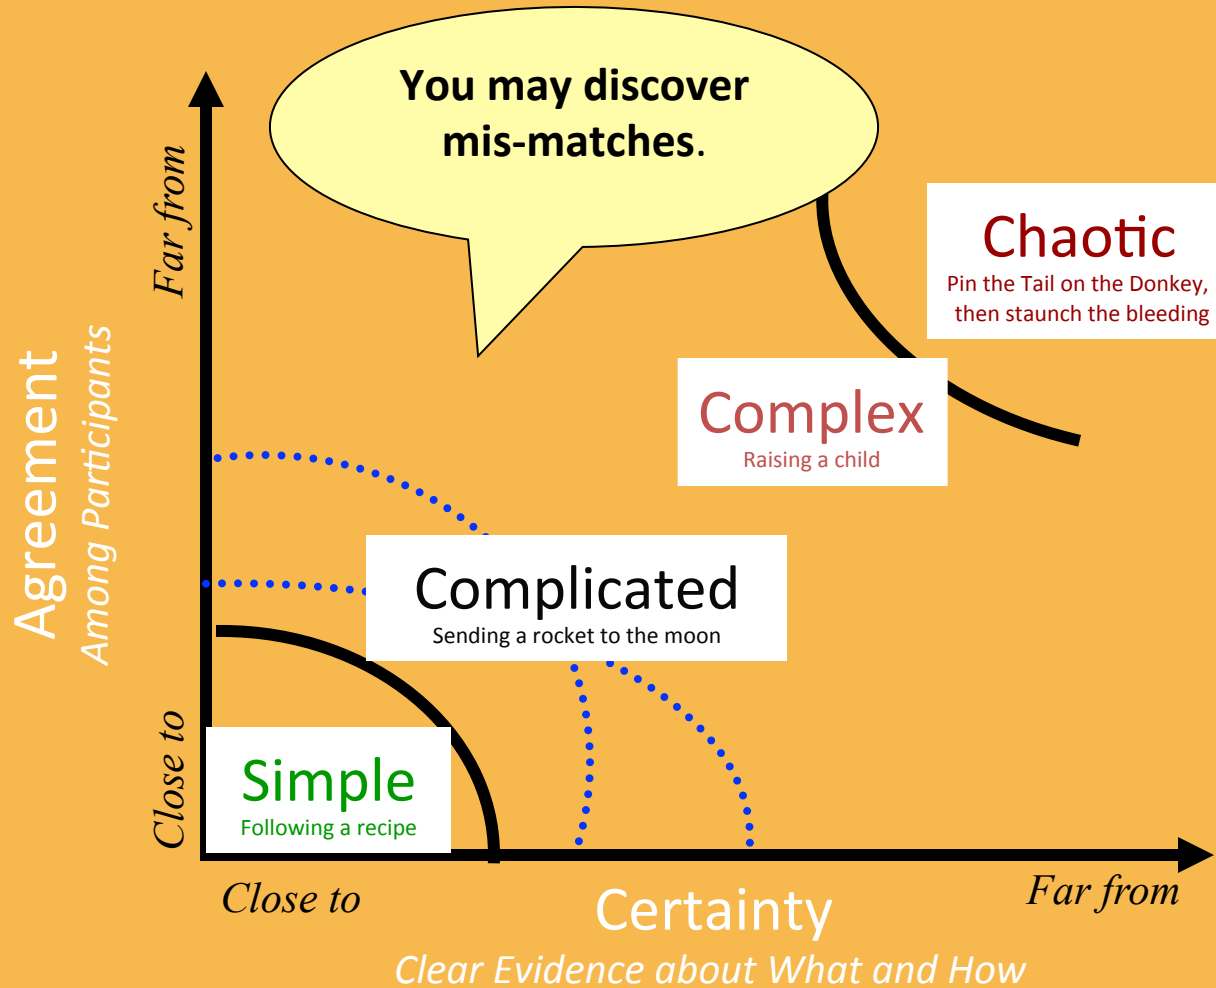 You may discover
mis-matches.
Far from
Chaotic
Pin the Tail on the Donkey,
then staunch the bleeding
Agreement
Among Participants
Complex
Raising a child
Complicated
Sending a rocket to the moon
Close to
Simple
Following a recipe
Close to
Certainty
Far from
Clear Evidence about What and How